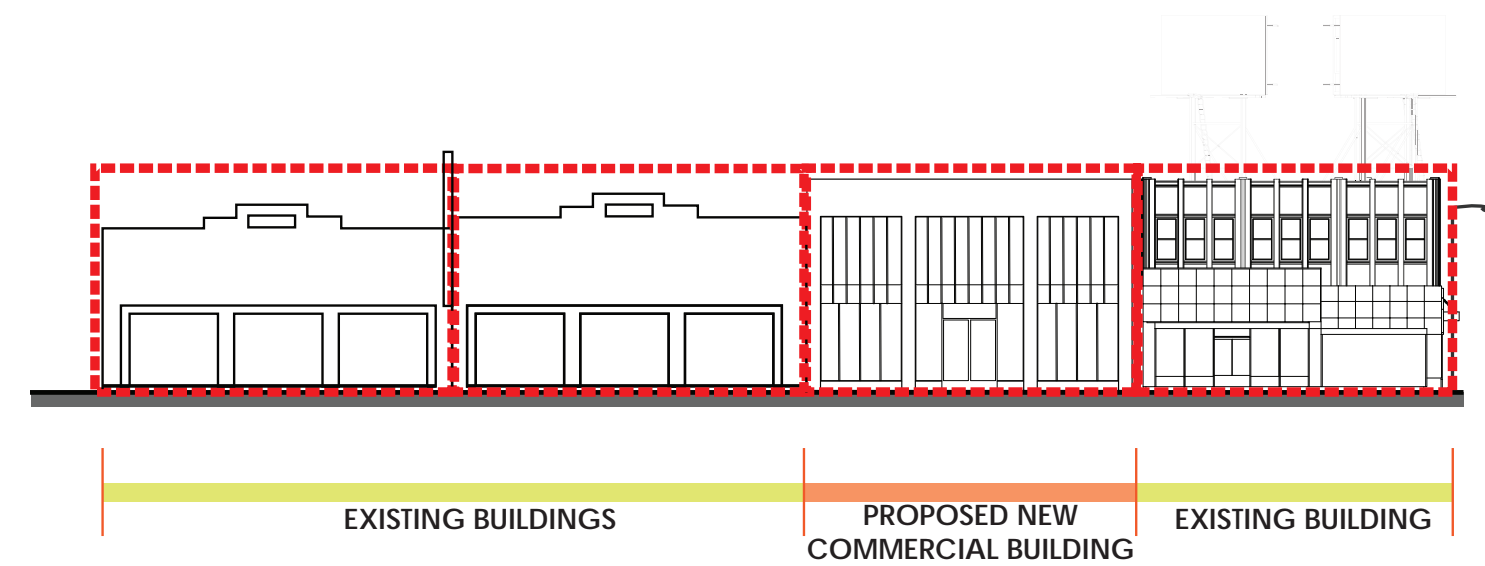 EXISTING BUILDINGS
PROPOSED NEW
COMMERCIAL BUILDING
EXISTING BUILDING